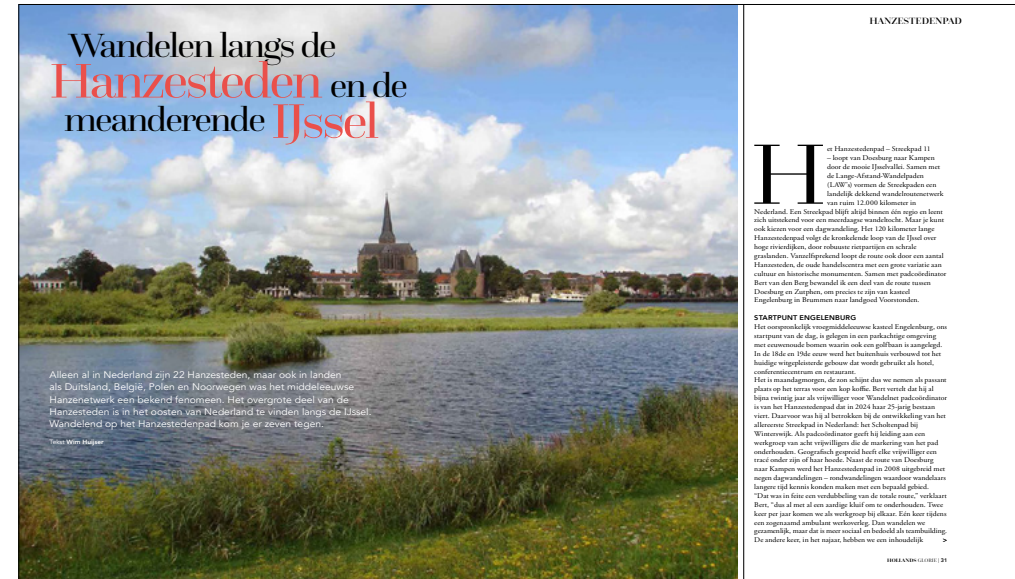 Wandelen langs de
Hanzesteden en de
meanderende IJssel
Alleen al in Nederland zijn 22 Hanzesteden, maar ook in landen
als Duitsland, België, Polen en Noorwegen was het middeleeuwse
Hanzenetwerk een bekend fenomeen. Het overgrote deel van de
Hanzesteden is in het oosten van Nederland te vinden langs de IJssel.
Wandelend op het Hanzestedenpad kom je er zeven tegen.
Tekst Wim Huijser
HANZESTEDENPAD
Het Hanzestedenpad – Streekpad 11
– loopt van Doesburg naar Kampen
door de mooie IJsselvallei. Samen met
de Lange-Afstand-Wandelpaden
(LAW's) vormen de Streekpaden een
landelijk dekkend wandelroutenetwerk
van ruim 12.000 kilometer in
Nederland. Een Streekpad blijft altijd binnen één regio en leent
zich uitstekend voor een meerdaagse wandeltocht. Maar je kunt
ook kiezen voor een dagwandeling. Het 120 kilometer lange
Hanzestedenpad volgt de kronkelende loop van de IJssel over
hoge rivierdijken, door robuuste rietpartijen en schrale
graslanden. Vanzelfsprekend loopt de route ook door een aantal
Hanzesteden, de oude handelscentra met een grote variatie aan
cultuur en historische monumenten. Samen met padcoördinator
Bert van den Berg bewandel ik een deel van de route tussen
Doesburg en Zutphen, om precies te zijn van kasteel
Engelenburg in Brummen naar landgoed Voorstonden.
STARTPUNT ENGELENBURG
Het oorspronkelijk vroegmiddeleeuwse kasteel Engelenburg, ons
startpunt van de dag, is gelegen in een parkachtige omgeving
met eeuwenoude bomen waarin ook een golfbaan is aangelegd.
In de 18de en 19de eeuw werd het buitenhuis verbouwd tot het
huidige witgepleisterde gebouw dat wordt gebruikt als hotel,
conferentiecentrum en restaurant.
Het is maandagmorgen, de zon schijnt dus we nemen als passant
plaats op het terras voor een kop koffie. Bert vertelt dat hij al
bijna twintig jaar als vrijwilliger voor Wandelnet padcoördinator
is van het Hanzestedenpad dat in 2024 haar 25-jarig bestaan
viert. Daarvoor was hij al betrokken bij de ontwikkeling van het
allereerste Streekpad in Nederland: het Scholtenpad bij
Winterswijk. Als padcoördinator geeft hij leiding aan een
werkgroep van acht vrijwilligers die de markering van het pad
onderhouden. Geografisch gespreid heeft elke vrijwilliger een
tracé onder zijn of haar hoede. Naast de route van Doesburg
naar Kampen werd het Hanzestedenpad in 2008 uitgebreid met
negen dagwandelingen – rondwandelingen waardoor wandelaars
langere tijd kennis konden maken met een bepaald gebied.
"Dat was in feite een verdubbeling van de totale route," verklaart
Bert, "dus al met al een aardige kluif om te onderhouden. Twee
keer per jaar komen we als werkgroep bij elkaar. Eén keer tijdens
een zogenaamd ambulant werkoverleg. Dan wandelen we
gezamenlijk, maar dat is meer sociaal en bedoeld als teambuilding.
De andere keer, in het najaar, hebben we een inhoudelijk >
HOLLANDS GLORIE | 21